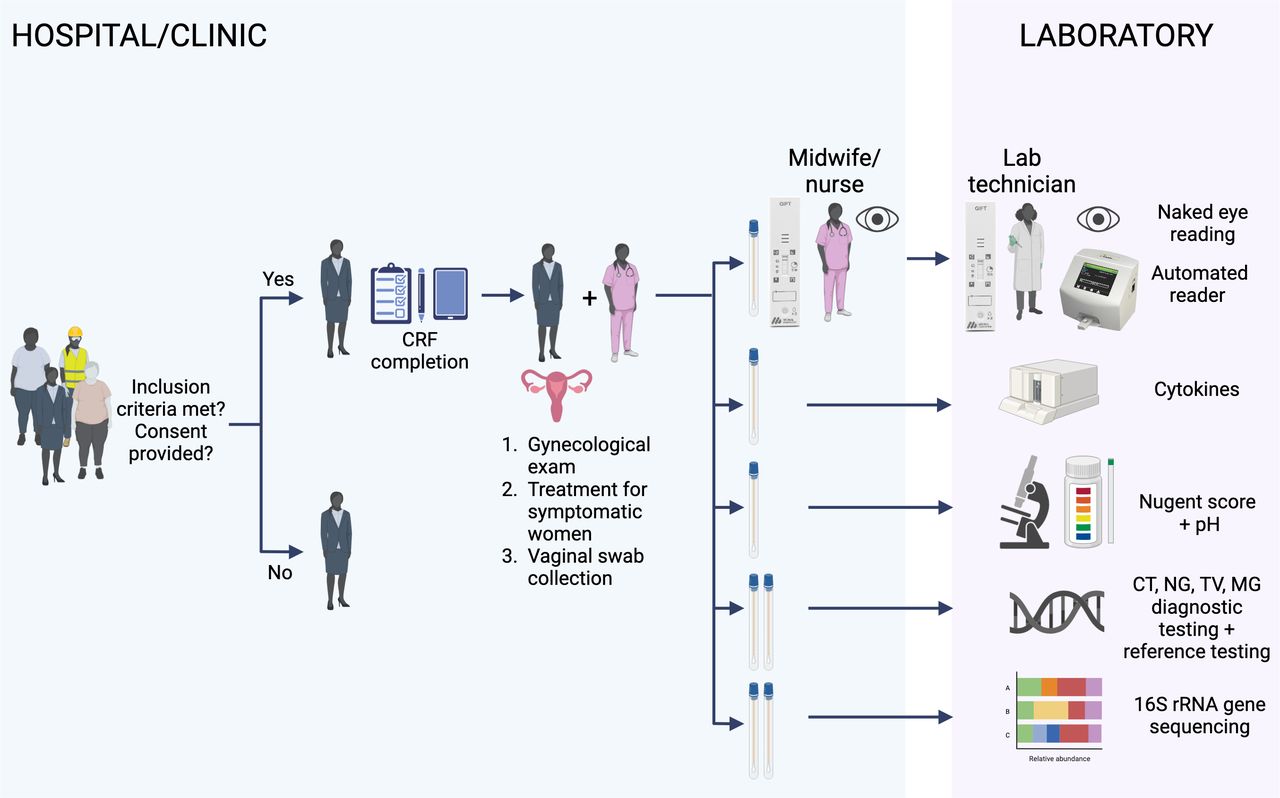 HOSPITAL/CLINIC
LABORATORY
Midwife/
nurse
Lab
technician
GIFT
GIFT
Naked eye
reading
Automated
reader
Yes
CRF
completion
+
Inclusion
criteria met?
Consent
provided?
No
1. Gynecological
exam
2. Treatment for
symptomatic
women
3. Vaginal swab
collection
Cytokines
Nugent score
+ pH
CT, NG, TV, MG
diagnostic
testing +
reference testing
16S rRNA gene
sequencing
A
B
C
Relative abundance